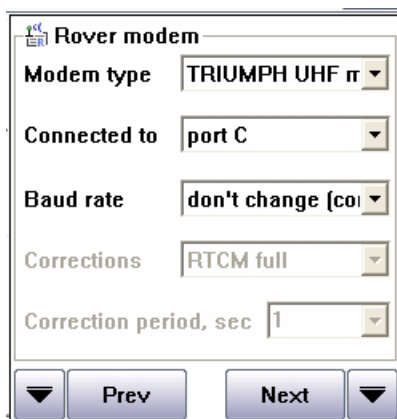 Rover modem
Modem type TRIUMPH UHF
Connected to port C
Baud rate don't change
Corrections RTCM full
Correction period, sec 1
Prev Next